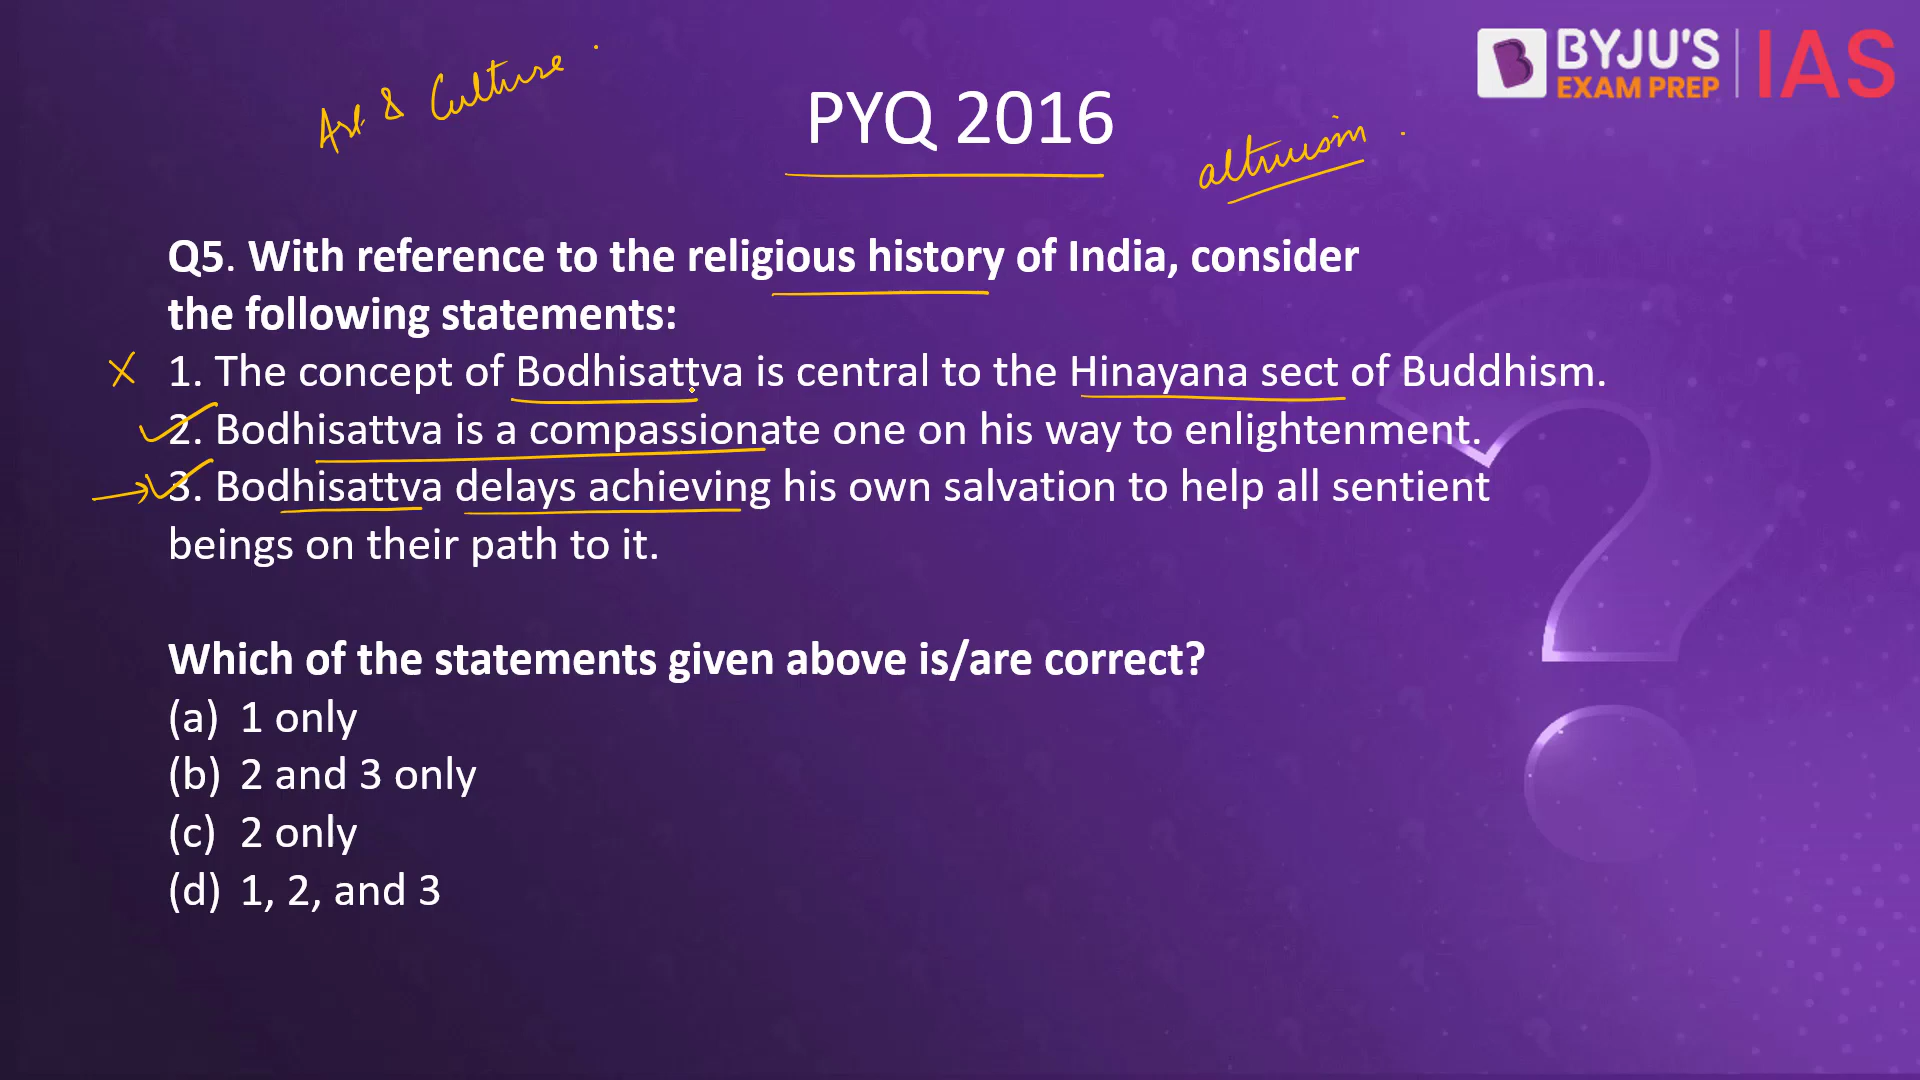 Art & Culture
BYJU'S IAS
EXAM PREP
PYQ 2016
altruism
Q5. With reference to the religious history of India, consider
the following statements:
1. The concept of Bodhisattva is central to the Hinayana sect of Buddhism.
2. Bodhisattva is a compassionate one on his way to enlightenment.
3. Bodhisattva delays achieving his own salvation to help all sentient
beings on their path to it.
Which of the statements given above is/are correct?
(a) 1 only
(b) 2 and 3 only
(c) 2 only
(d) 1, 2, and 3